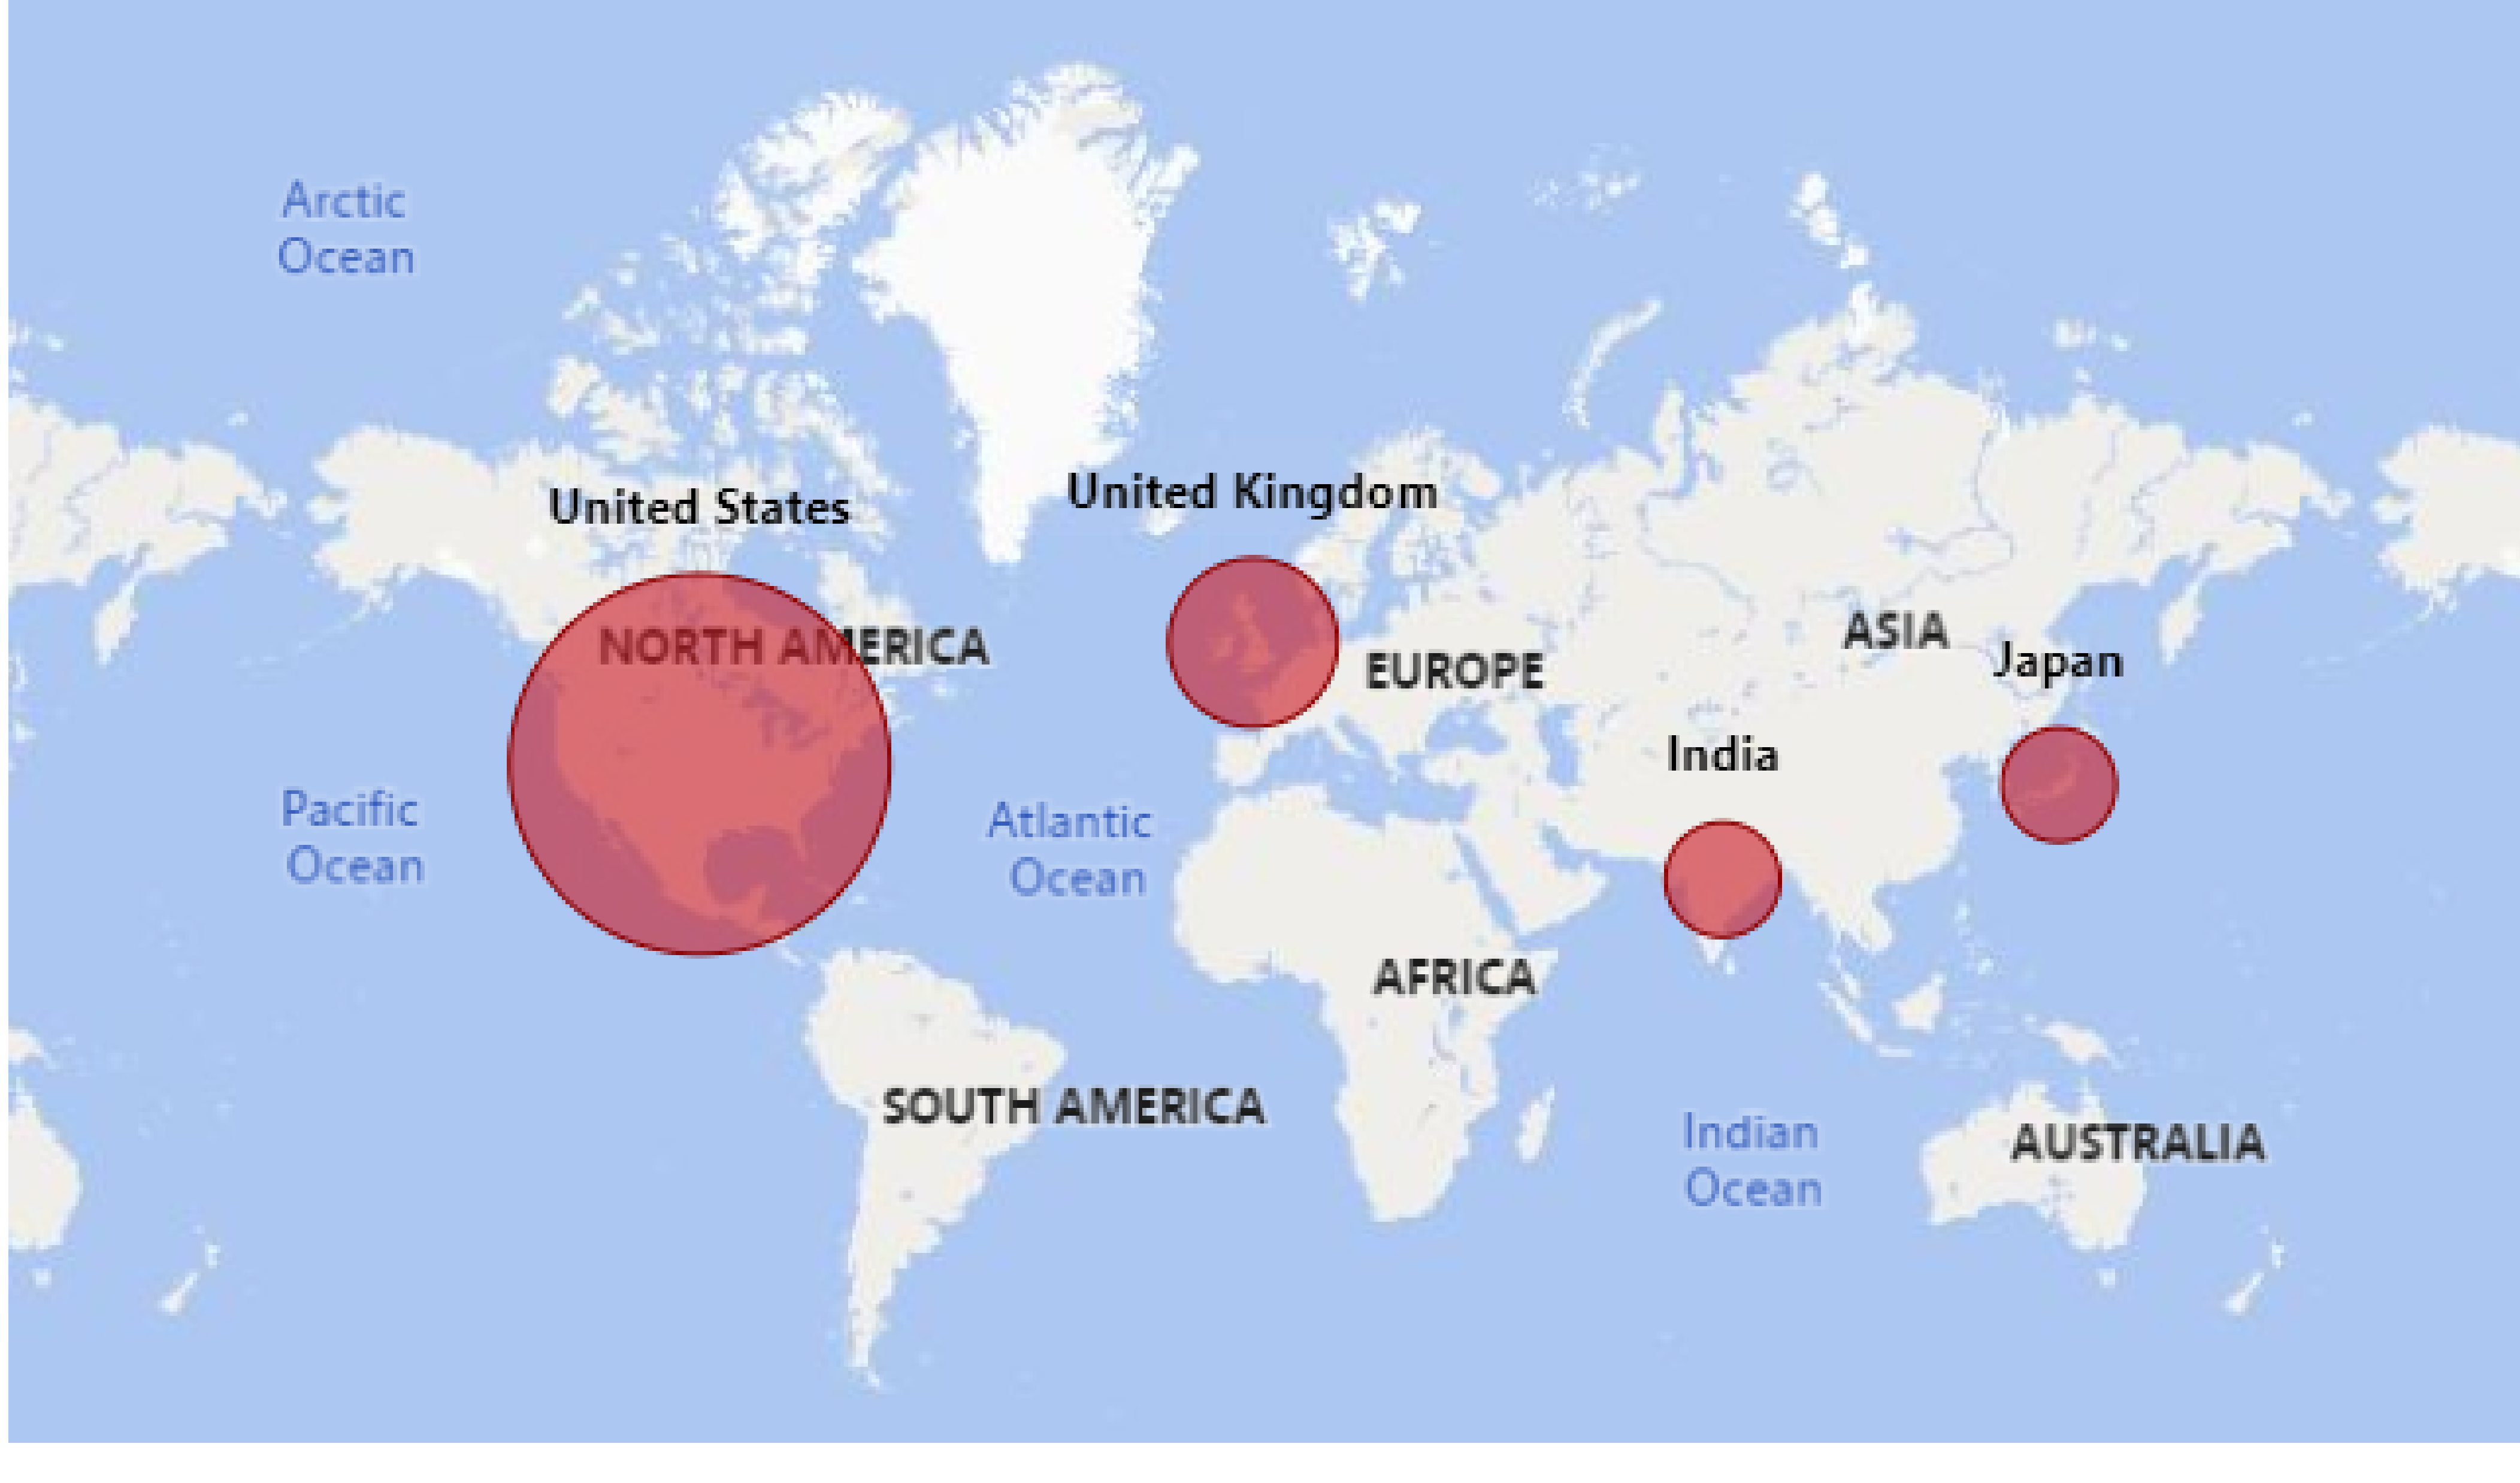 Arctic
Ocean
United States
United Kingdom
NORTH AMERICA
EUROPE
ASIA
Japan
India
Pacific
Ocean
Atlantic
Ocean
AFRICA
SOUTH AMERICA
Indian
Ocean
AUSTRALIA